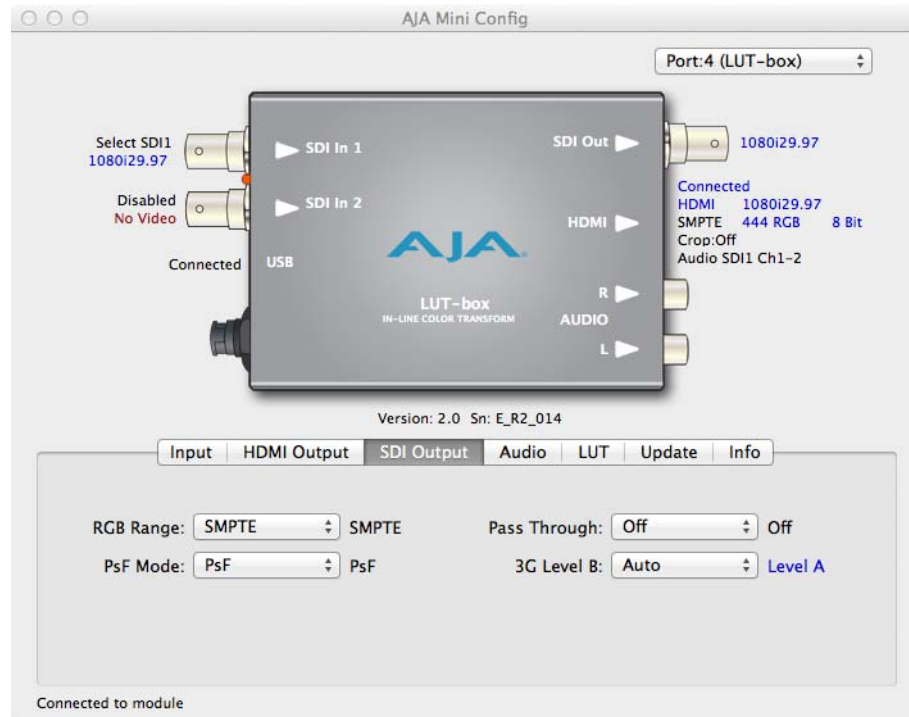 AJA Mini Config
Port:4 (LUT-box)
Select SDI1
1080i29.97
Disabled
No Video
Connected
SDI In 1
SDI In 2
USB
AJA
LUT-box
IN-LINE COLOR TRANSFORM
SDI Out
HDMI
R
AUDIO
L
1080i29.97
Connected
HDMI 1080i29.97
SMPTE 444 RGB 8 Bit
Crop:Off
Audio SDI1 Ch1-2
Version: 2.0 Sn: E_R2_014
Input HDMI Output SDI Output Audio LUT Update Info
RGB Range: SMPTE SMPTE Pass Through: Off Off
PsF Mode: PsF PsF 3G Level B: Auto Level A
Connected to module